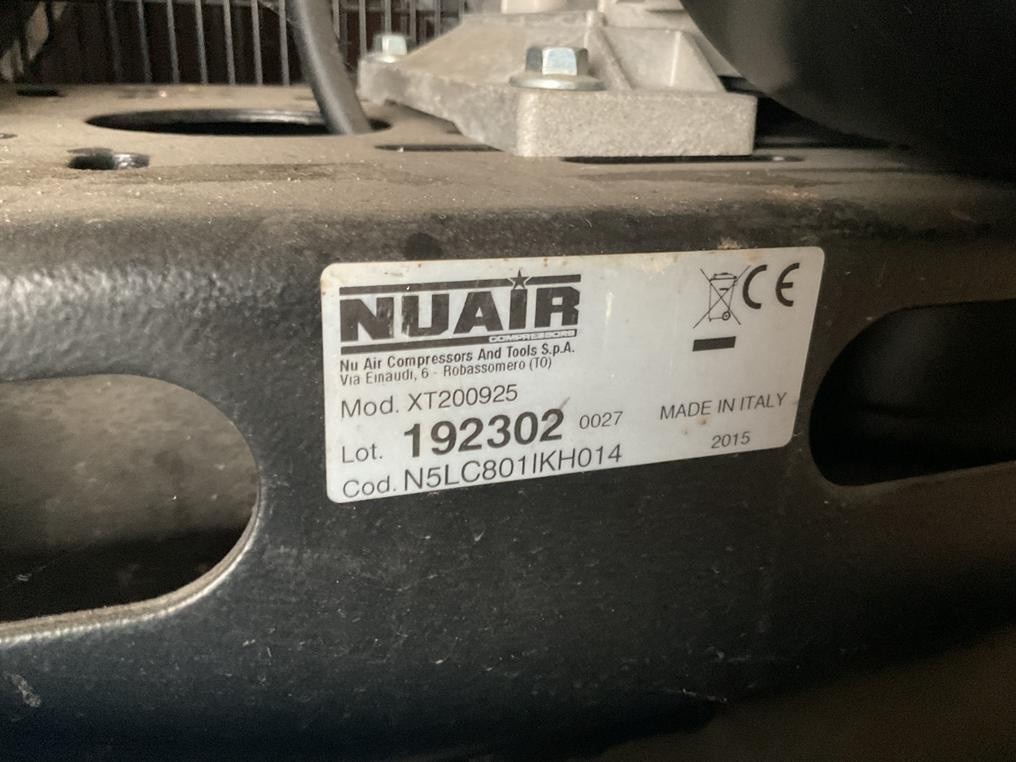 NUAIR
COMPRESSORS
Nu Air Compressors And Tools S.p.A.
Via Einaudi, 6 - Robassomero (TO)
Mod. XT200925
Lot. 192302 0027
Cod. N5LC801IKH014
CE
MADE IN ITALY
2015